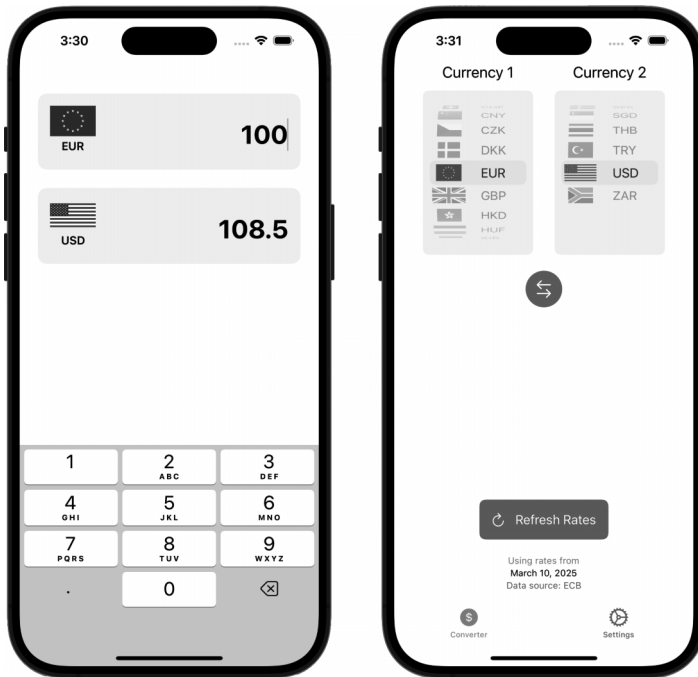 3:30
EUR
100
USD
108.5
1
2
ABC
3
DEF
4
GHI
5
JKL
6
MNO
7
PQRS
8
TUV
9
WXYZ
.
0
3:31
Currency 1
Currency 2
CNY
SGD
CZK
THB
DKK
TRY
EUR
USD
GBP
ZAR
HKD
HUF
Refresh Rates
Using rates from
March 10, 2025
Data source: ECB
$
Converter
Settings